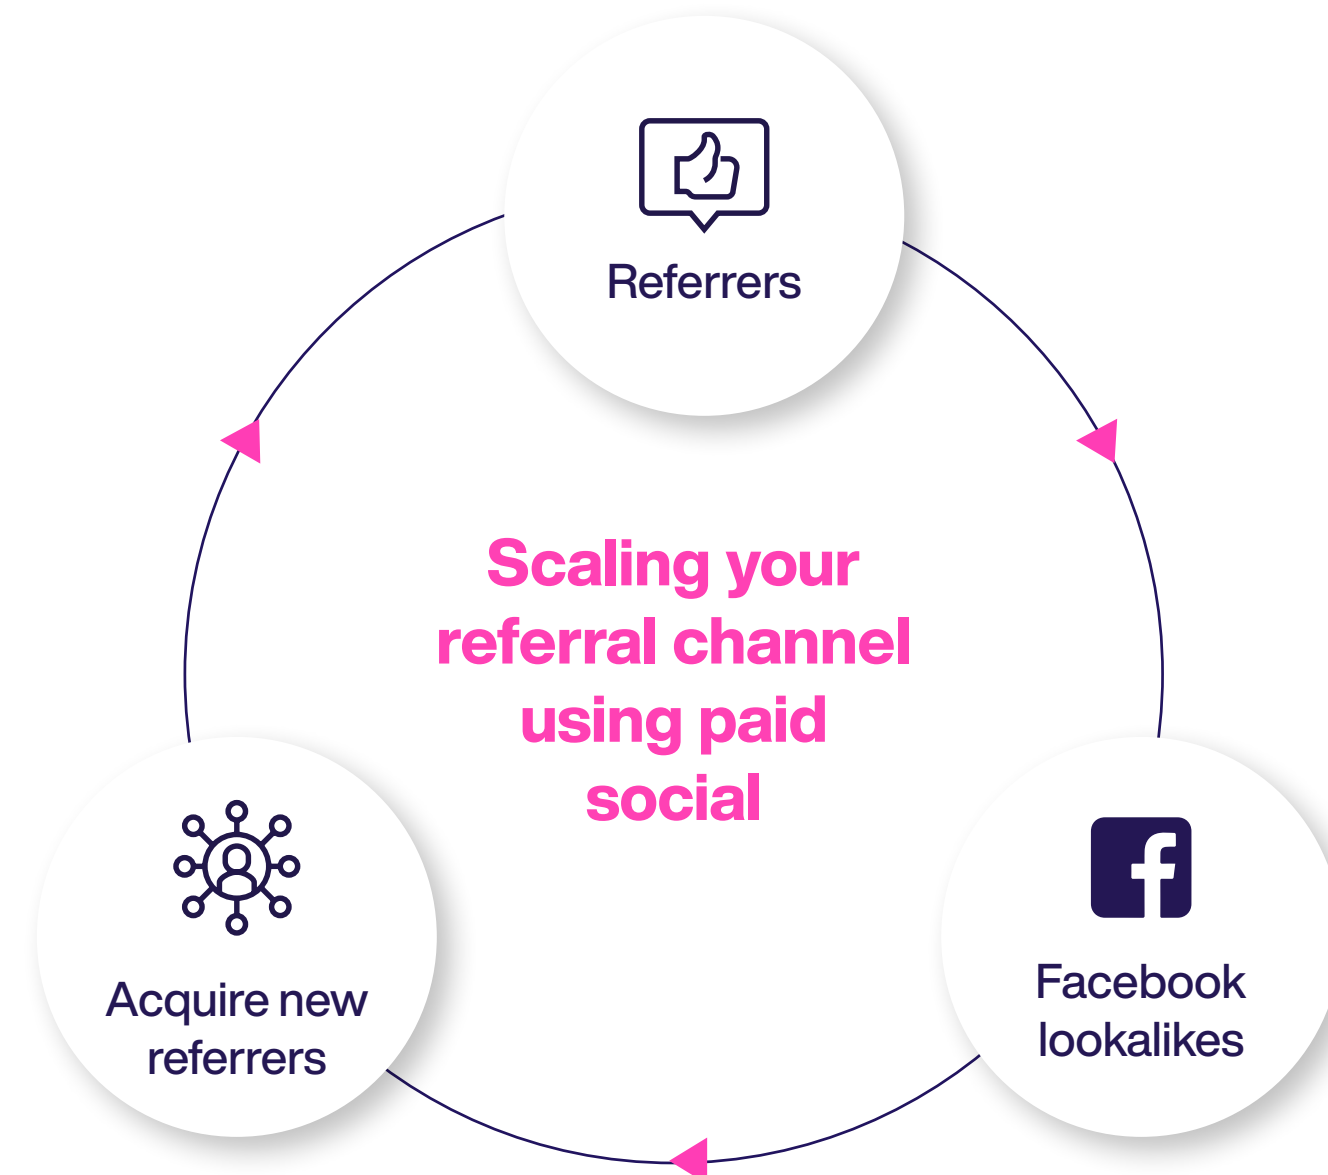 Referrers
Scaling your
referral channel
using paid
social
Facebook
lookalikes
Acquire new
referrers